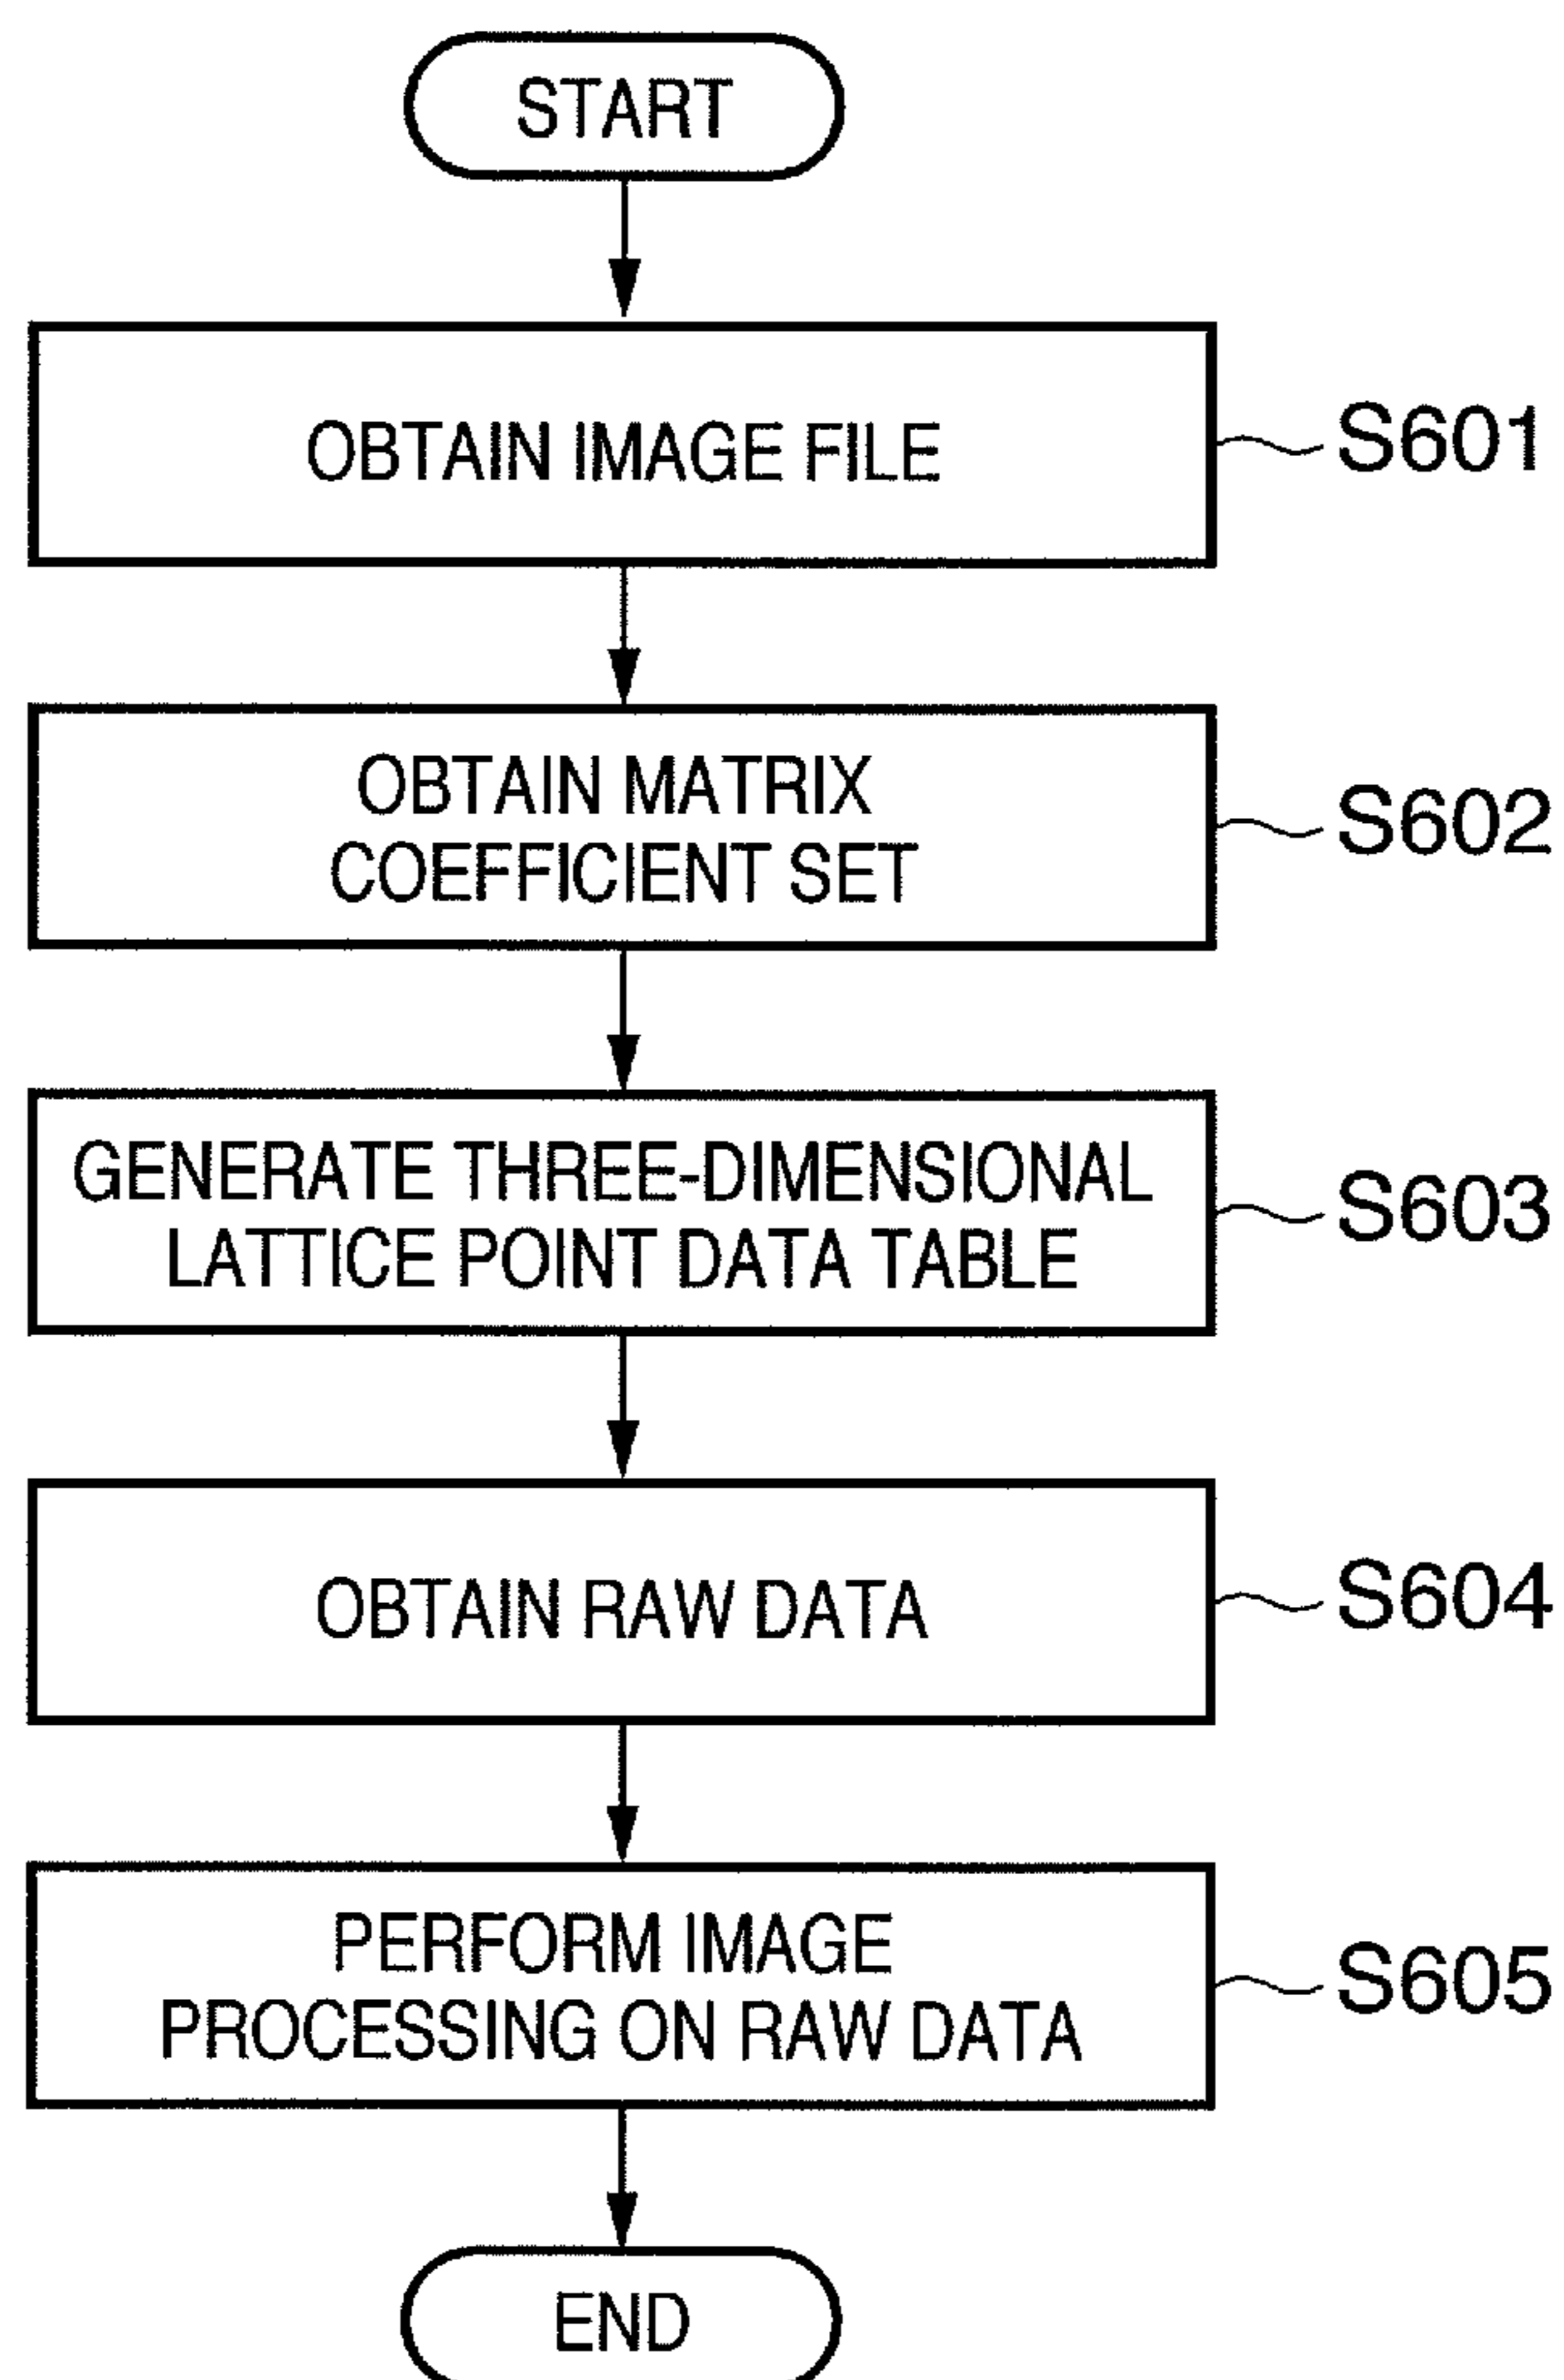 START
OBTAIN IMAGE FILE
S601
OBTAIN MATRIX
COEFFICIENT SET
S602
GENERATE THREE-DIMENSIONAL
LATTICE POINT DATA TABLE
S603
OBTAIN RAW DATA
S604
PERFORM IMAGE
PROCESSING ON RAW DATA
S605
END